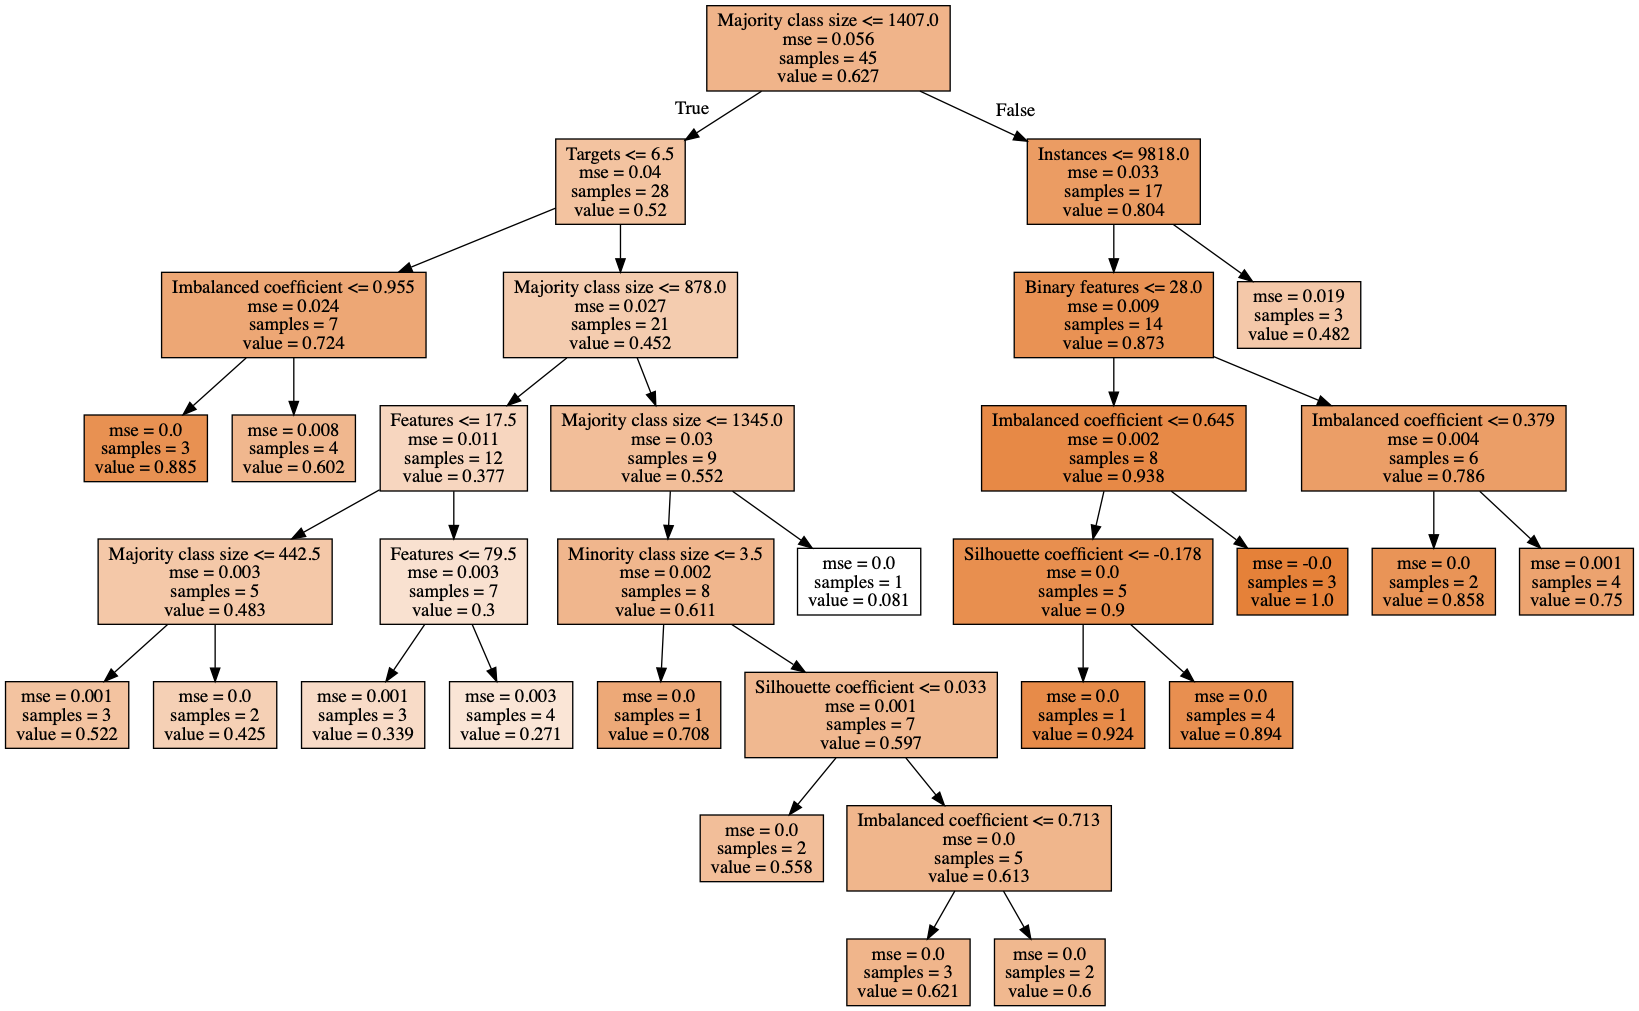 Majority class size <= 1407.0
mse = 0.056
samples = 45
value = 0.627
True
False
Targets <= 6.5
mse = 0.04
samples = 28
value = 0.52
Instances <= 9818.0
mse = 0.033
samples = 17
value = 0.804
Imbalanced coefficient <= 0.955
mse = 0.024
samples = 7
value = 0.724
Majority class size <= 878.0
mse = 0.027
samples = 21
value = 0.452
Binary features <= 28.0
mse = 0.009
samples = 14
value = 0.873
mse = 0.019
samples = 3
value = 0.482
mse = 0.0
samples = 3
value = 0.885
mse = 0.008
samples = 4
value = 0.602
Features <= 17.5
mse = 0.011
samples = 12
value = 0.377
Majority class size <= 1345.0
mse = 0.03
samples = 9
value = 0.552
Imbalanced coefficient <= 0.645
mse = 0.002
samples = 8
value = 0.938
Imbalanced coefficient <= 0.379
mse = 0.004
samples = 6
value = 0.786
Majority class size <= 442.5
mse = 0.003
samples = 5
value = 0.483
Features <= 79.5
mse = 0.003
samples = 7
value = 0.3
Minority class size <= 3.5
mse = 0.002
samples = 8
value = 0.611
mse = 0.0
samples = 1
value = 0.081
Silhouette coefficient <= -0.178
mse = 0.0
samples = 5
value = 0.9
mse = -0.0
samples = 3
value = 1.0
mse = 0.0
samples = 2
value = 0.858
mse = 0.001
samples = 4
value = 0.75
mse = 0.001
samples = 3
value = 0.522
mse = 0.0
samples = 2
value = 0.425
mse = 0.001
samples = 3
value = 0.339
mse = 0.003
samples = 4
value = 0.271
mse = 0.0
samples = 1
value = 0.708
Silhouette coefficient <= 0.033
mse = 0.001
samples = 7
value = 0.597
mse = 0.0
samples = 1
value = 0.924
mse = 0.0
samples = 4
value = 0.894
mse = 0.0
samples = 2
value = 0.558
Imbalanced coefficient <= 0.713
mse = 0.0
samples = 5
value = 0.613
mse = 0.0
samples = 3
value = 0.621
mse = 0.0
samples = 2
value = 0.6